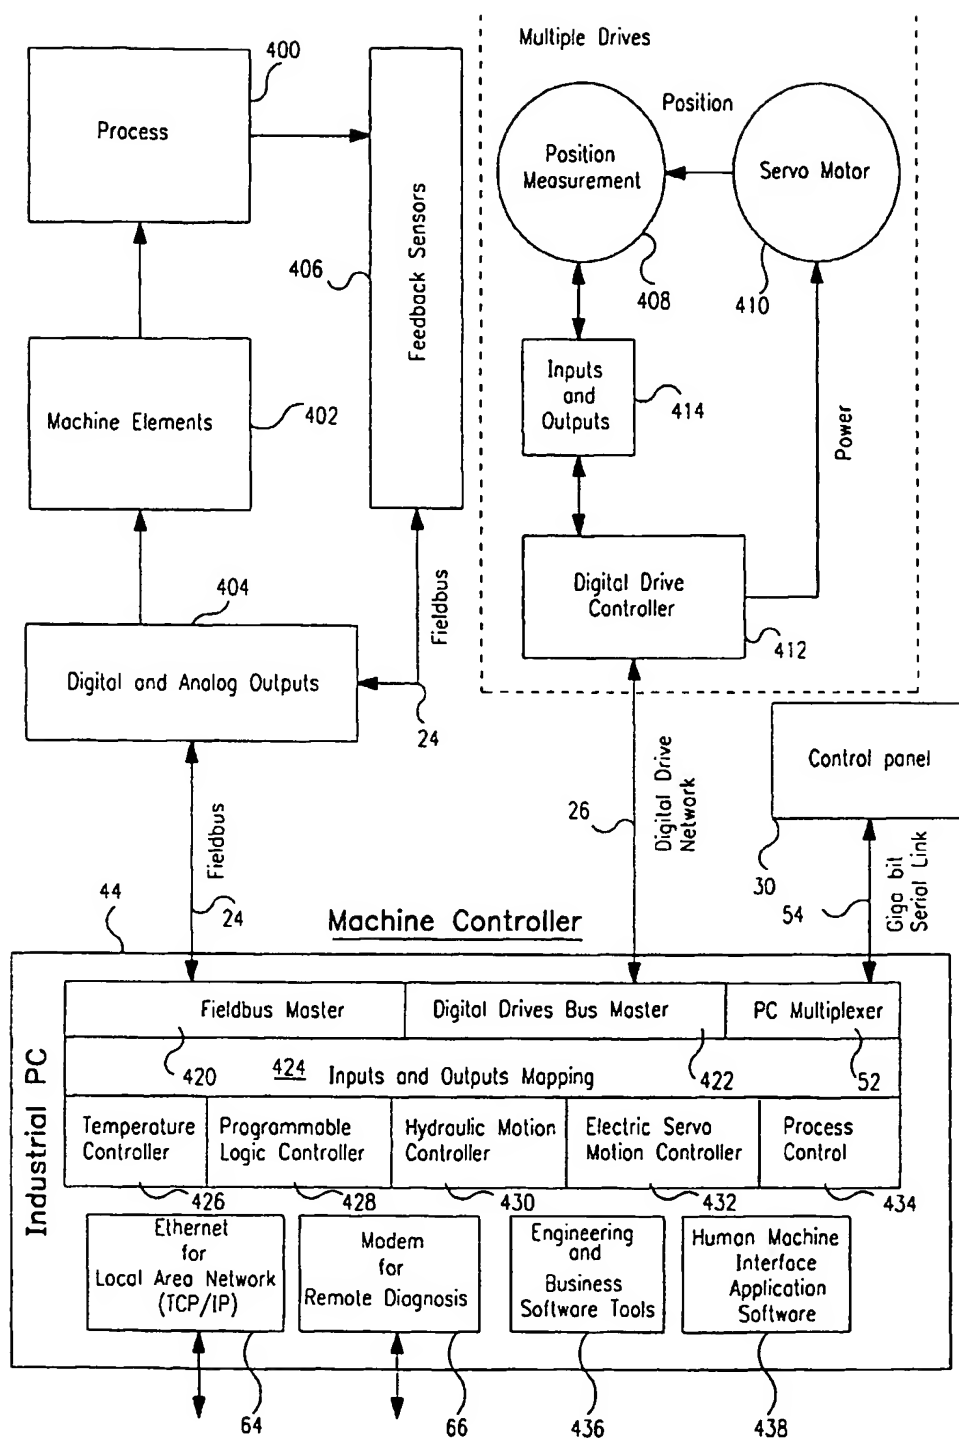 Multiple Drives
400
Process
Position
Position
Measurement
Servo Motor
Feedback Sensors
406
408
410
Machine Elements
402
Inputs
and
Outputs
414
Power
404
Digital and Analog Outputs
Fieldbus
24
Digital Drive
Controller
412
Control panel
30
26
Digital Drive
Network
54
Giga bit
Serial Link
Fieldbus
24
44
Machine Controller
Industrial PC
Fieldbus Master
Digital Drives Bus Master
PC Multiplexer
420
424
Inputs and Outputs Mapping
422
52
Temperature
Controller
Programmable
Logic Controller
Hydraulic Motion
Controller
Electric Servo
Motion Controller
Process
Control
426
428
430
432
434
Ethernet
for
Local Area Network
(TCP/IP)
Modem
for
Remote Diagnosis
Engineering
and
Business
Software Tools
Human Machine
Interface
Application
Software
64
66
436
438